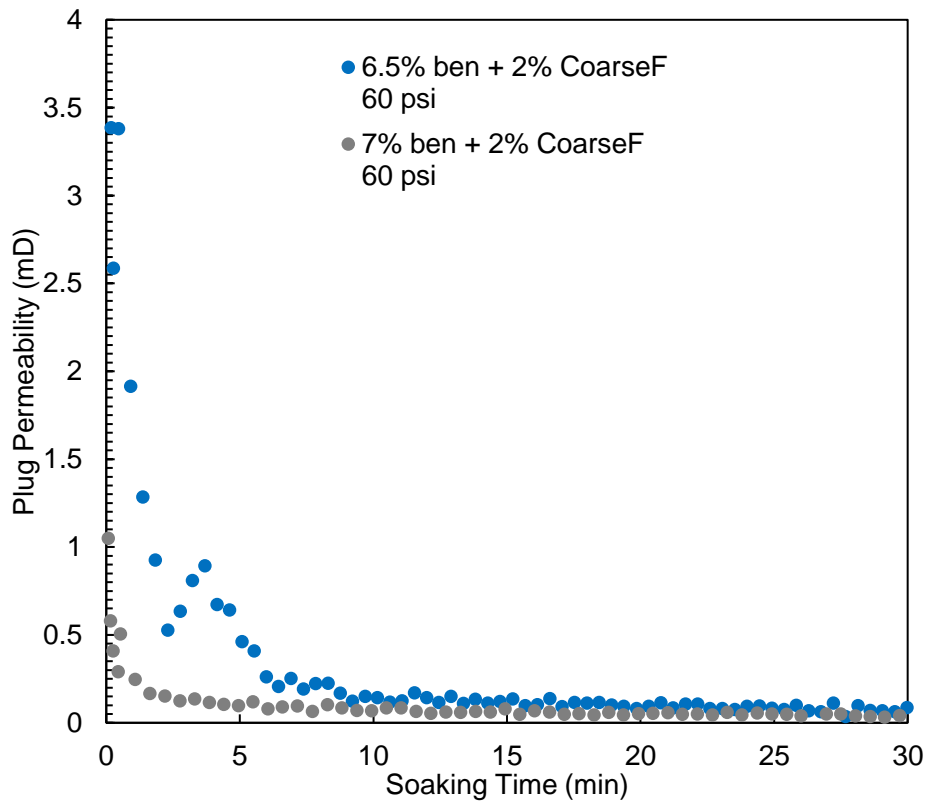 4
3.5
3
2.5
2
1.5
1
0.5
0
Plug Permeability (mD)
6.5% ben + 2% CoarseF
60 psi
7% ben + 2% CoarseF
60 psi
0 5 10 15 20 25 30
Soaking Time (min)